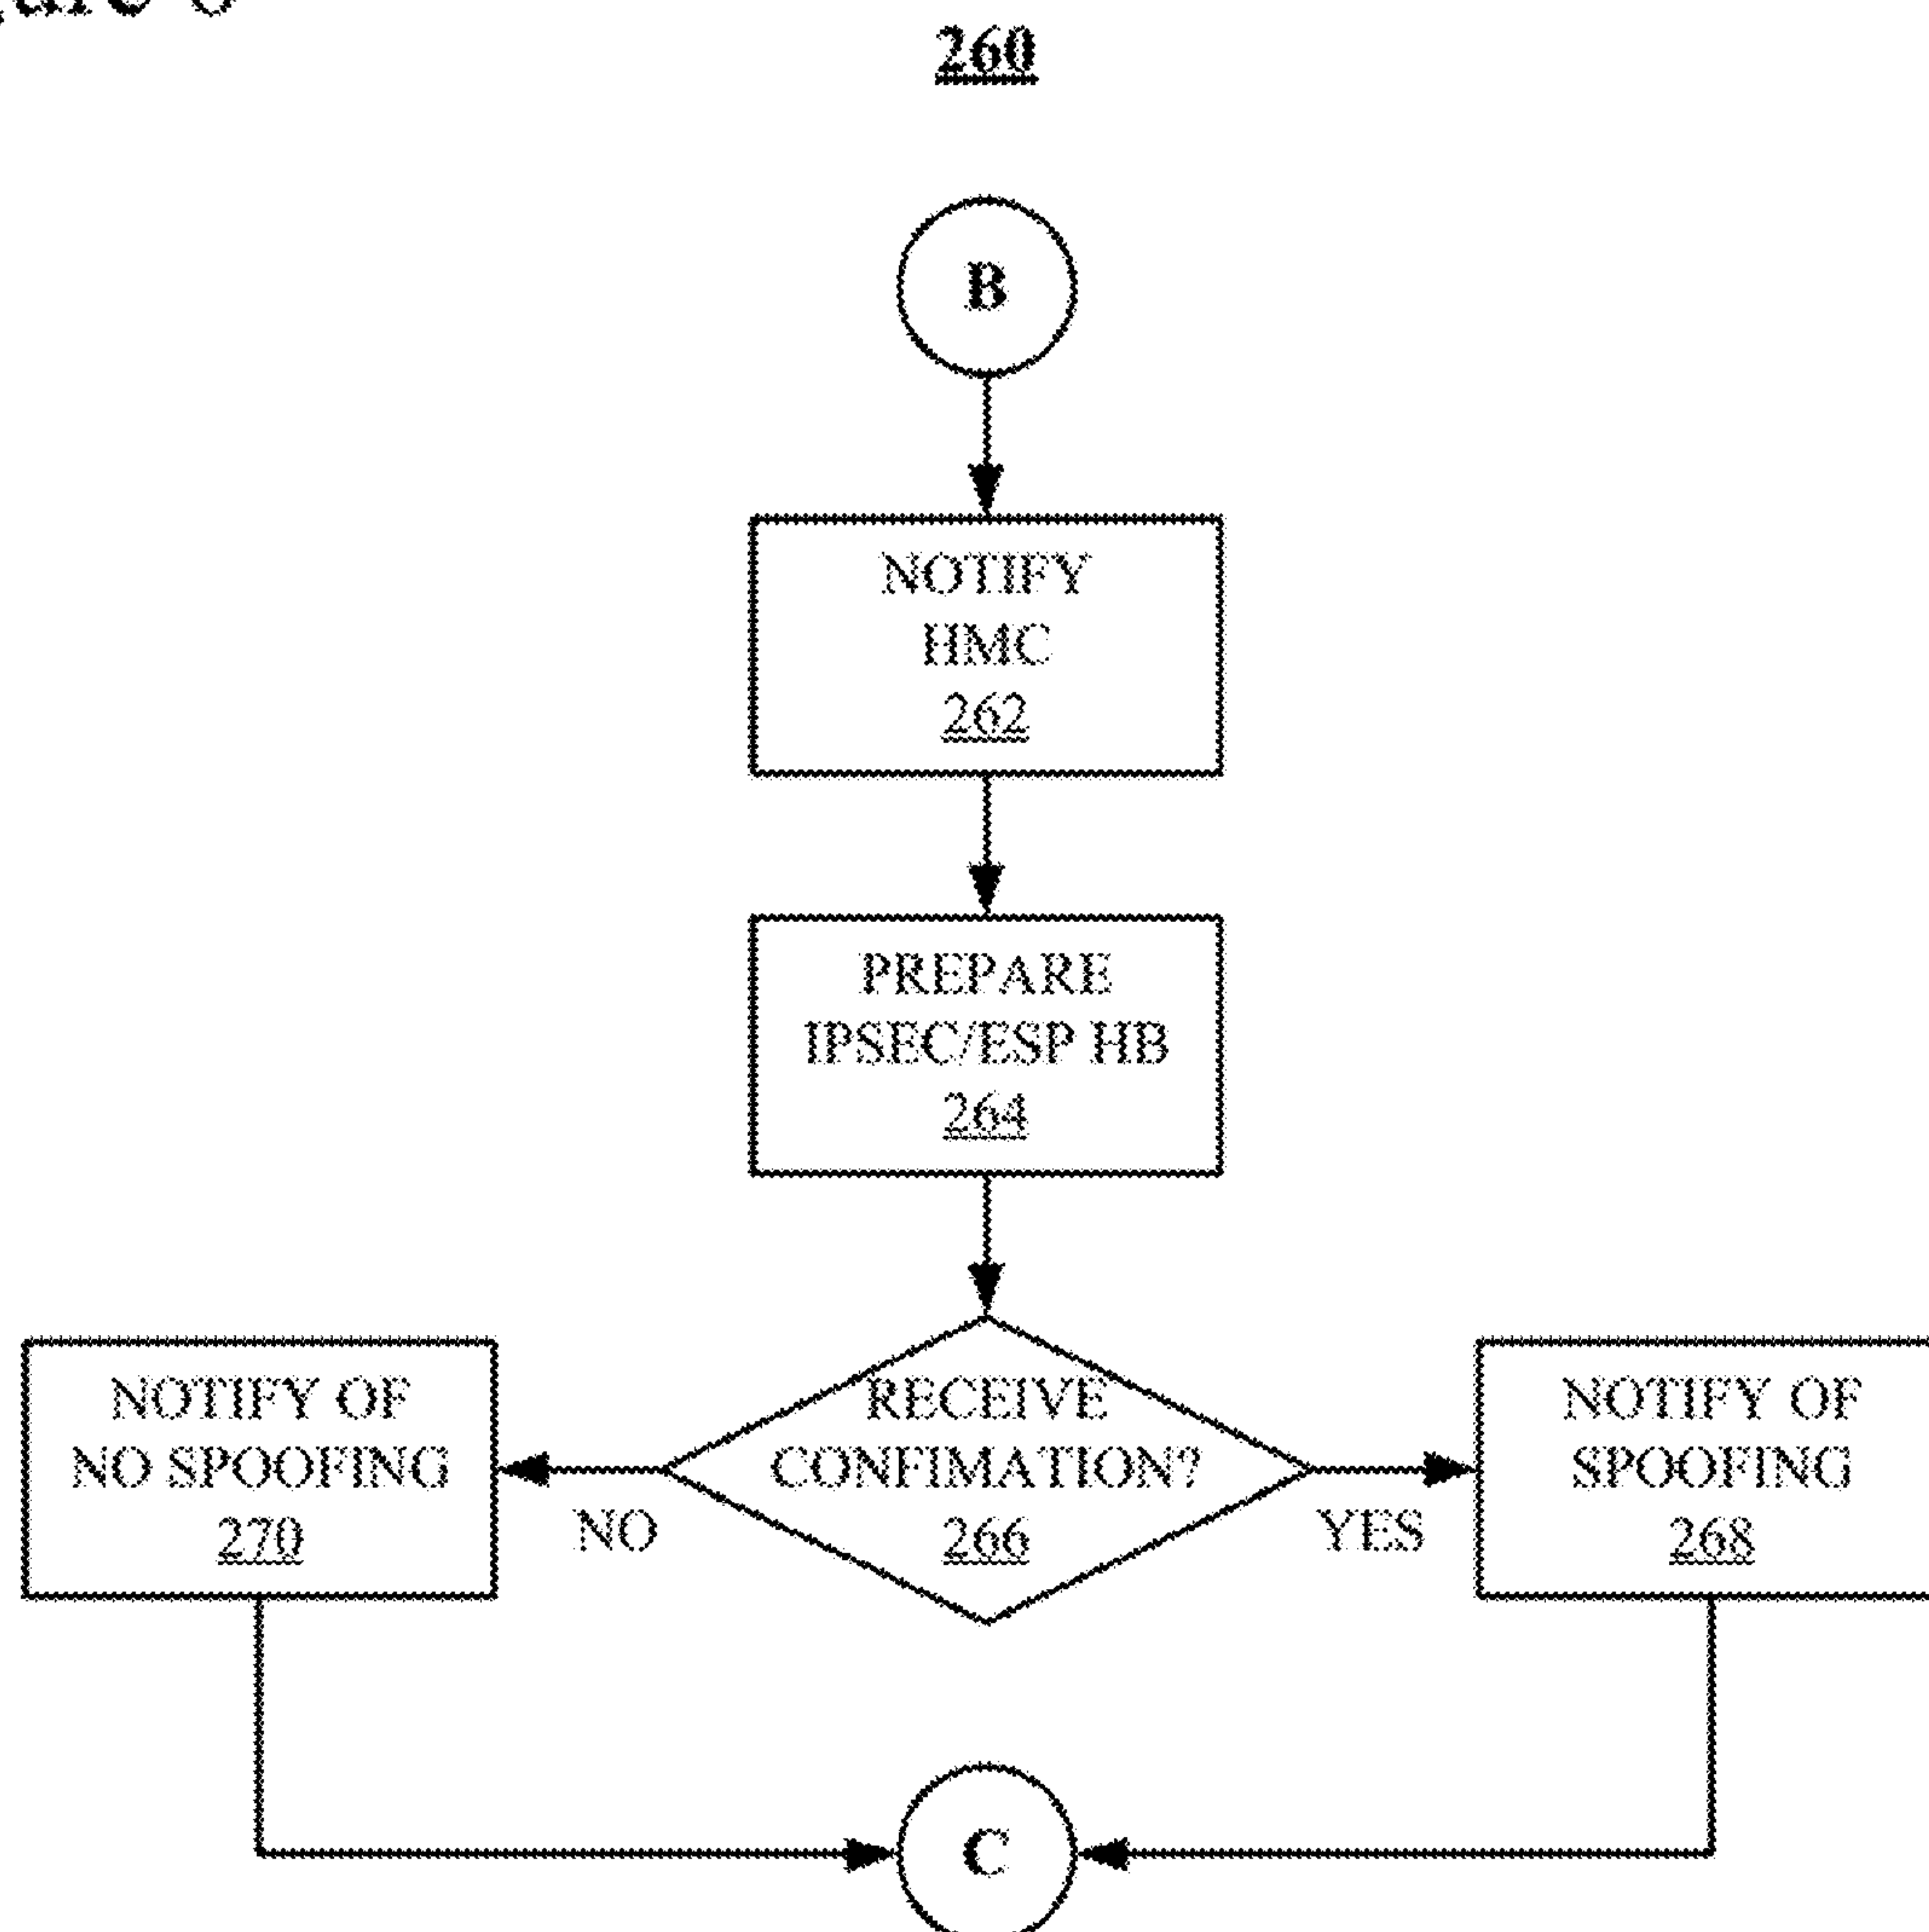 260
B
NOTIFY
HMC
262
PREPARE
IPSEC/ESP HB
264
RECEIVE
CONFIMATION?
266
NOTIFY OF
NO SPOOFING
270
NO
YES
NOTIFY OF
SPOOFING
268
C